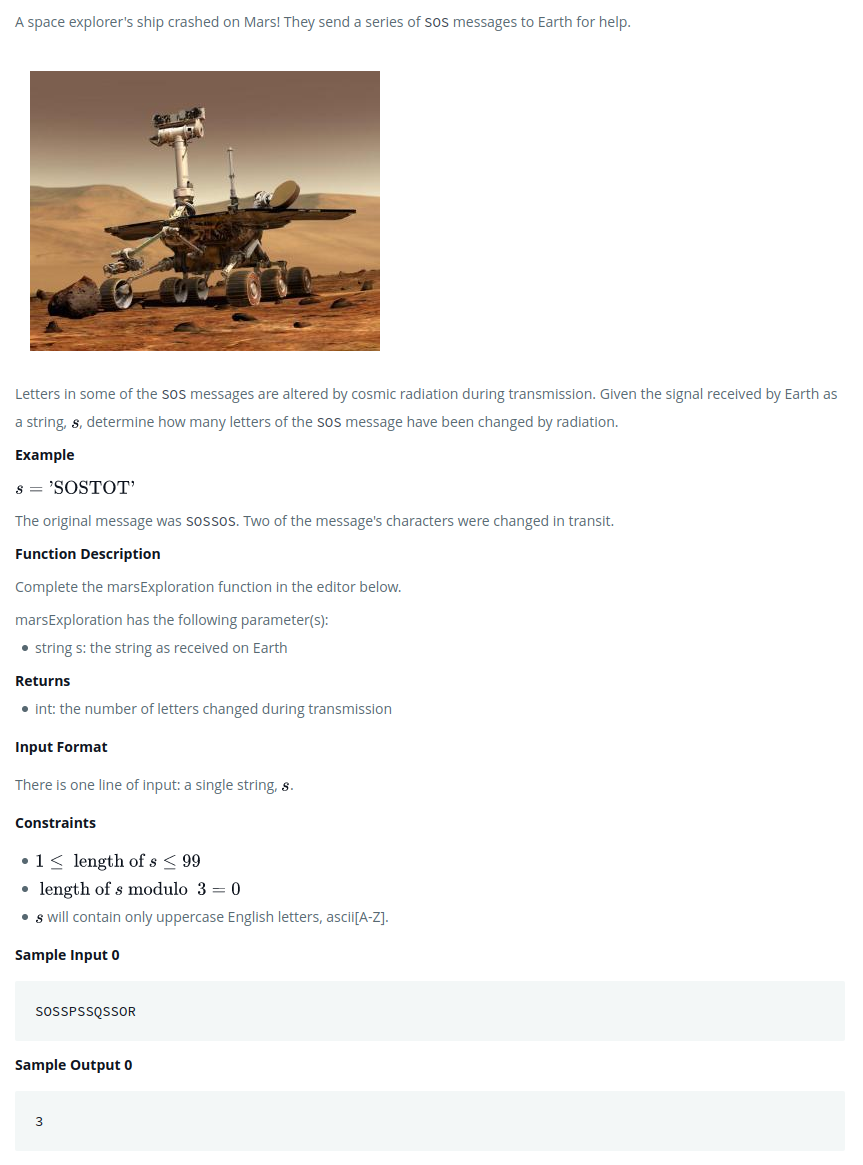 A space explorer's ship crashed on Mars! They send a series of SOS messages to Earth for help.
Letters in some of the SOS messages are altered by cosmic radiation during transmission. Given the signal received by Earth as
a string, s, determine how many letters of the SOS message have been changed by radiation.
Example
s = 'SOSTOT'
The original message was SOSSOS. Two of the message's characters were changed in transit.
Function Description
Complete the marsExploration function in the editor below.
marsExploration has the following parameter(s):
• string s: the string as received on Earth
Returns
• int: the number of letters changed during transmission
Input Format
There is one line of input: a single string, s.
Constraints
• 1 ≤ length of s ≤ 99
• length of s modulo 3 = 0
• s will contain only uppercase English letters, ascii[A-Z].
Sample Input 0
SOSSPSSQSSOR
Sample Output 0
3